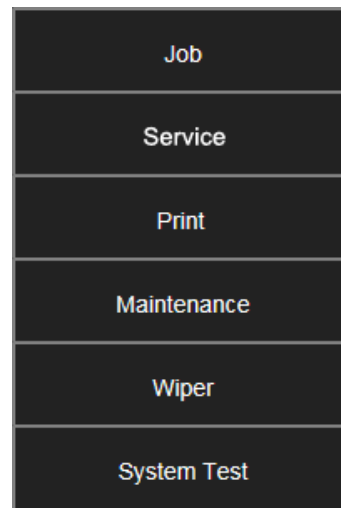 Job
Service
Print
Maintenance
Wiper
System Test